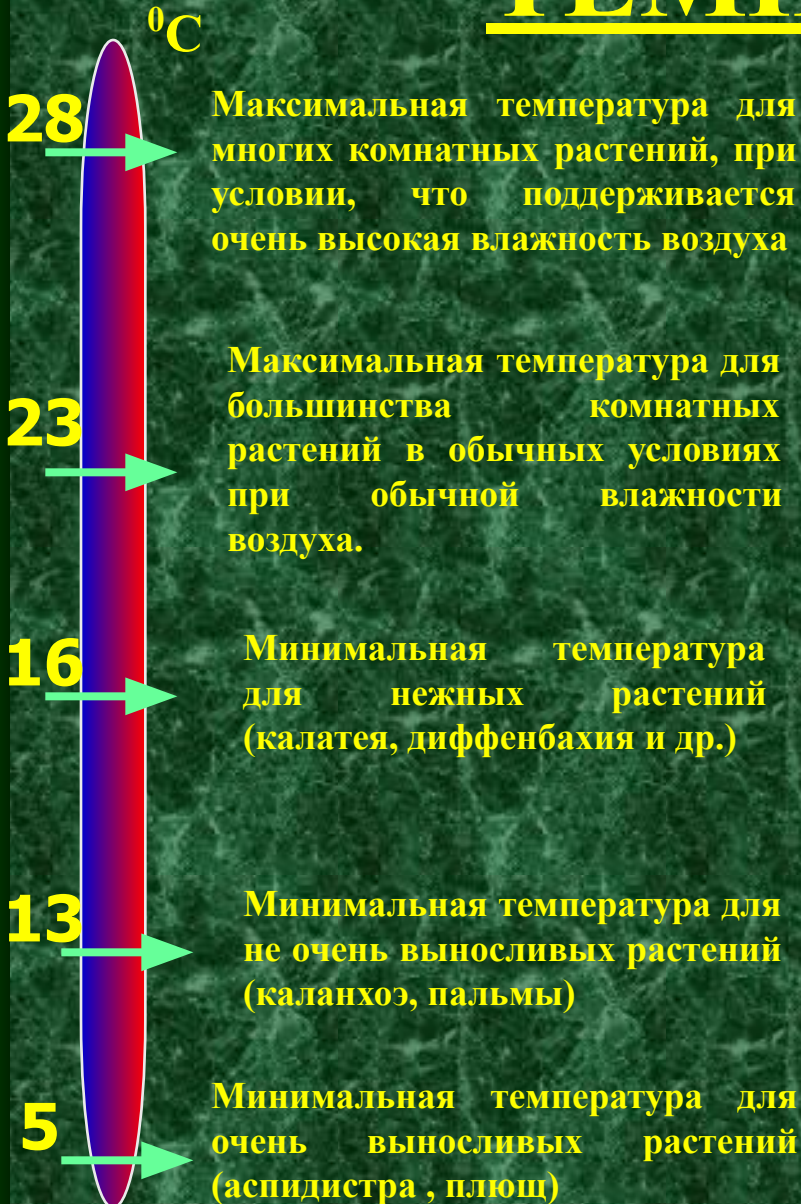 ⁰C
28
Максимальная температура для
многих комнатных растений, при
условии, что поддерживается
очень высокая влажность воздуха
23
Максимальная температура для
большинства комнатных
растений в обычных условиях
при обычной влажности
воздуха.
16
Минимальная температура
для нежных растений
(калатея, диффенбахия и др.)
13
Минимальная температура для
не очень выносливых растений
(каланхоэ, пальмы)
5
Минимальная температура для
очень выносливых растений
(аспидистра , плющ)